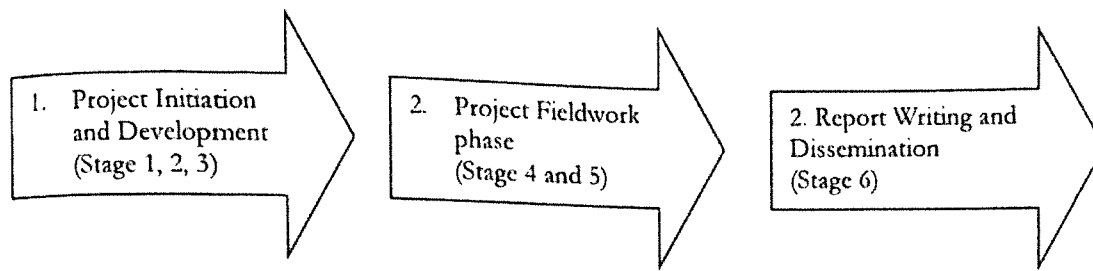 1. Project Initiation
and Development
(Stage 1, 2, 3)
2. Project Fieldwork
phase
(Stage 4 and 5)
2. Report Writing and
Dissemination
(Stage 6)